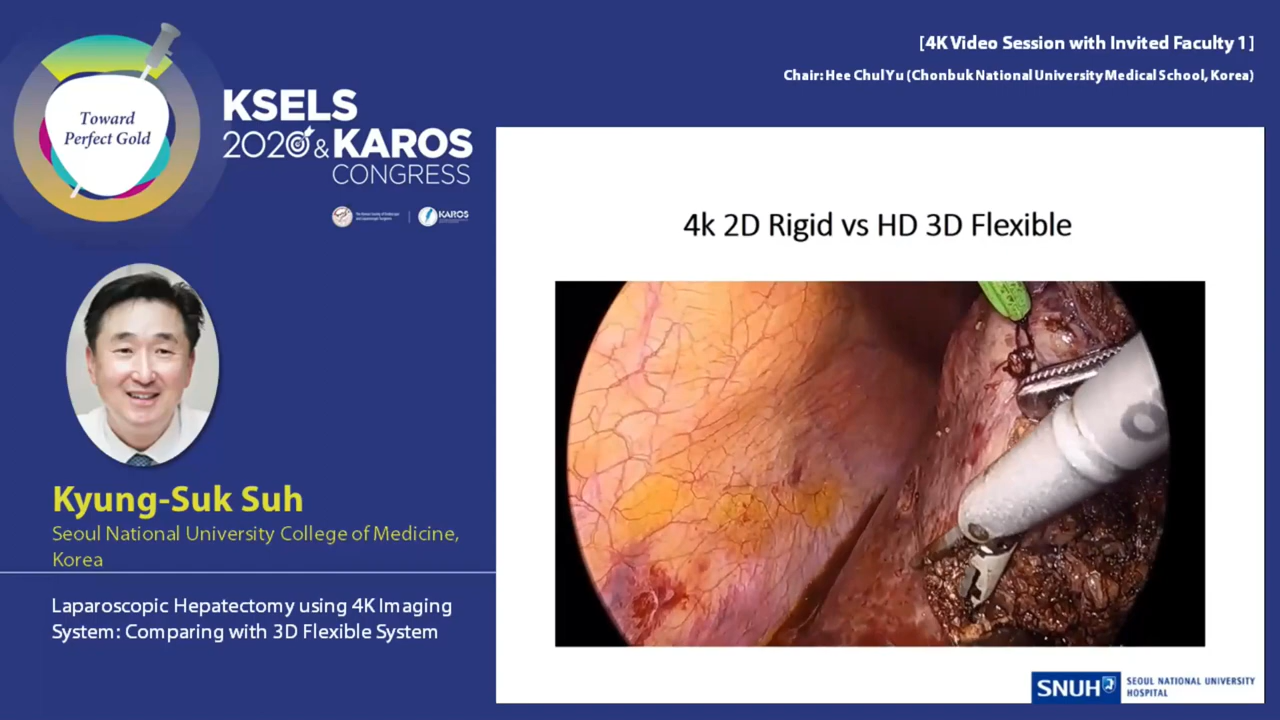 [4K Video Session with Invited Faculty 1]
Chair: Hee Chul Yu (Chonbuk National University Medical School, Korea)
Toward
Perfect Gold
KSELS
2020 & KAROS
CONGRESS
KAROS
4k 2D Rigid vs HD 3D Flexible
Kyung-Suk Suh
Seoul National University College of Medicine,
Korea
Laparoscopic Hepatectomy using 4K Imaging
System: Comparing with 3D Flexible System
SNUH
SEOUL NATIONAL UNIVERSITY
HOSPITAL